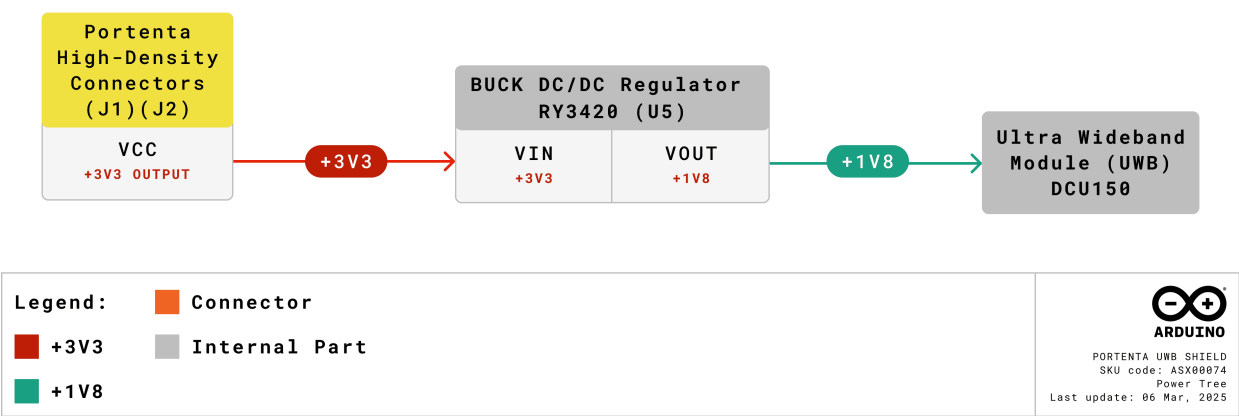 Portenta
High-Density
Connectors
(J1)(J2)
VCC
+3V3 OUTPUT
+3V3
BUCK DC/DC Regulator
RY3420 (U5)
VIN
+3V3
VOUT
+1V8
+1V8
Ultra Wideband
Module (UWB)
DCU150
Legend:
Connector
+3V3
Internal Part
+1V8
ARDUINO
PORTENTA UWB SHIELD
SKU code: ASX00074
Power Tree
Last update: 06 Mar, 2025